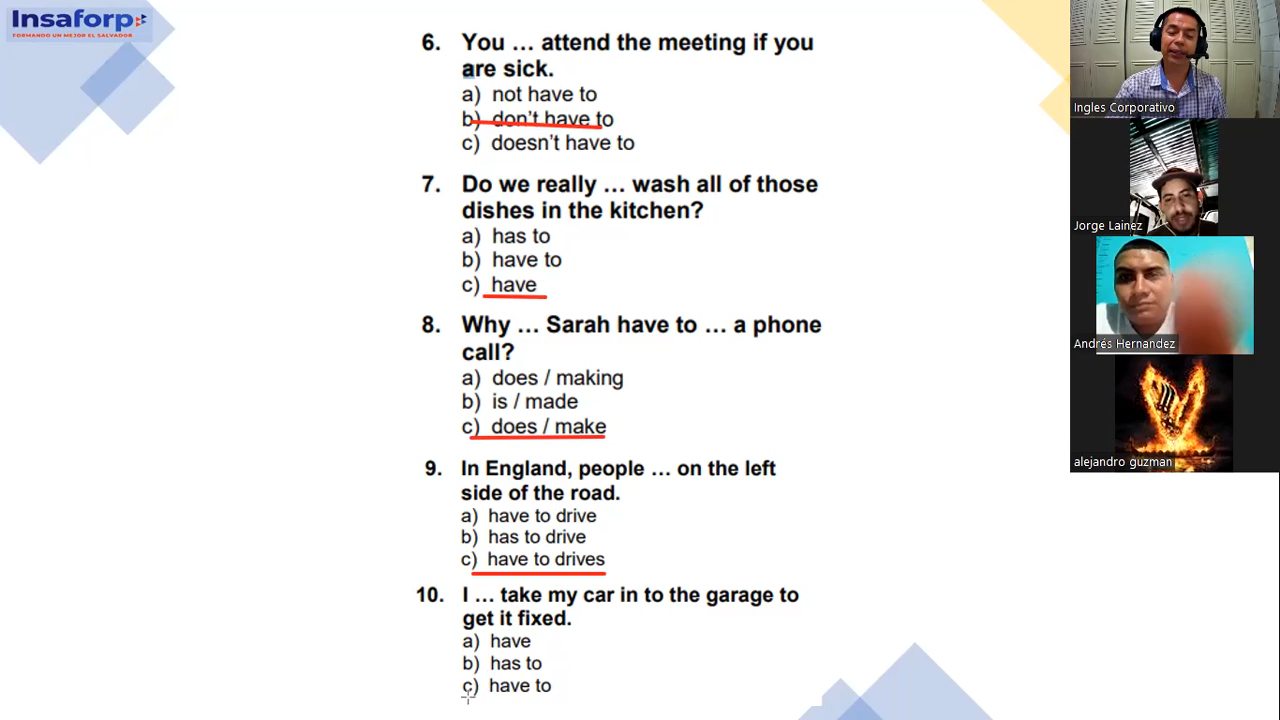 Insaforp
FORMANDO UN MEJOR EL SALVADOR
6. You … attend the meeting if you
are sick.
a) not have to
b) don't have to
c) doesn't have to
7. Do we really … wash all of those
dishes in the kitchen?
a) has to
b) have to
c) have
8. Why … Sarah have to … a phone
call?
a) does / making
b) is / made
c) does / make
9. In England, people … on the left
side of the road.
a) have to drive
b) has to drive
c) have to drives
10. I … take my car in to the garage to
get it fixed.
a) have
b) has to
c) have to
Ingles Corporativo
Jorge Lainez
Andrés Hernandez
alejandro guzman